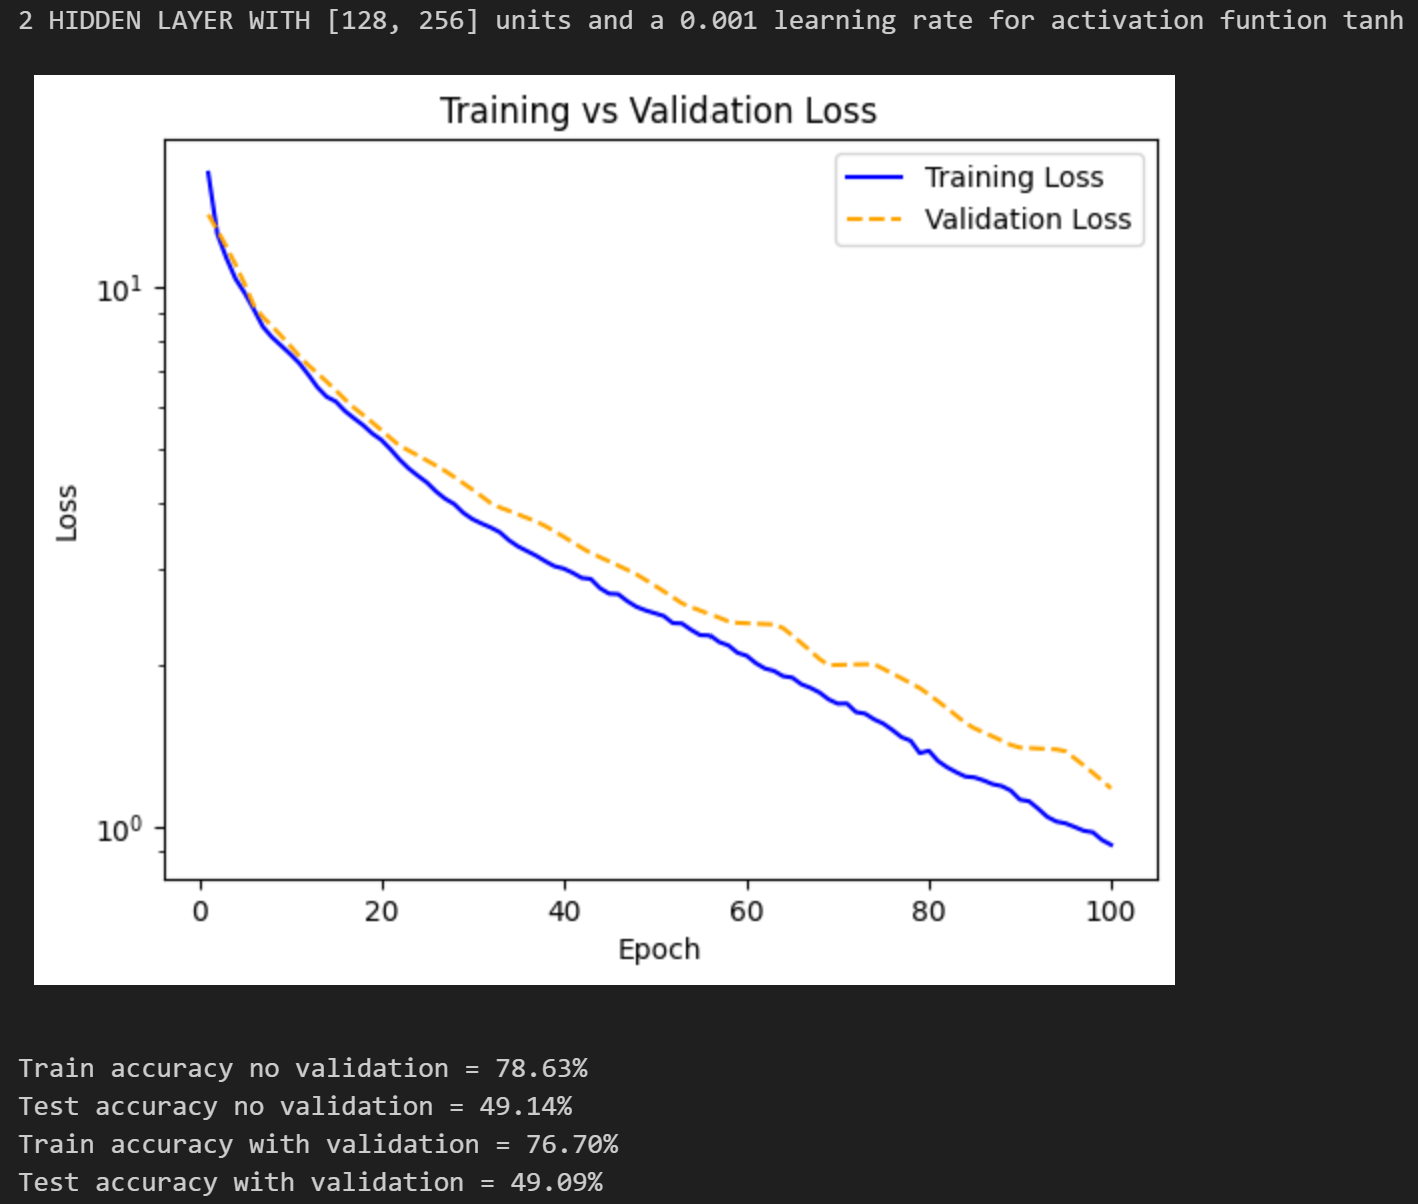 2 HIDDEN LAYER WITH [128, 256] units and a 0.001 learning rate for activation funtion tanh
Training vs Validation Loss
Training Loss
Validation Loss
10¹
10⁰
Loss
0 20 40 60 80 100
Epoch
Train accuracy no validation = 78.63%
Test accuracy no validation = 49.14%
Train accuracy with validation = 76.70%
Test accuracy with validation = 49.09%